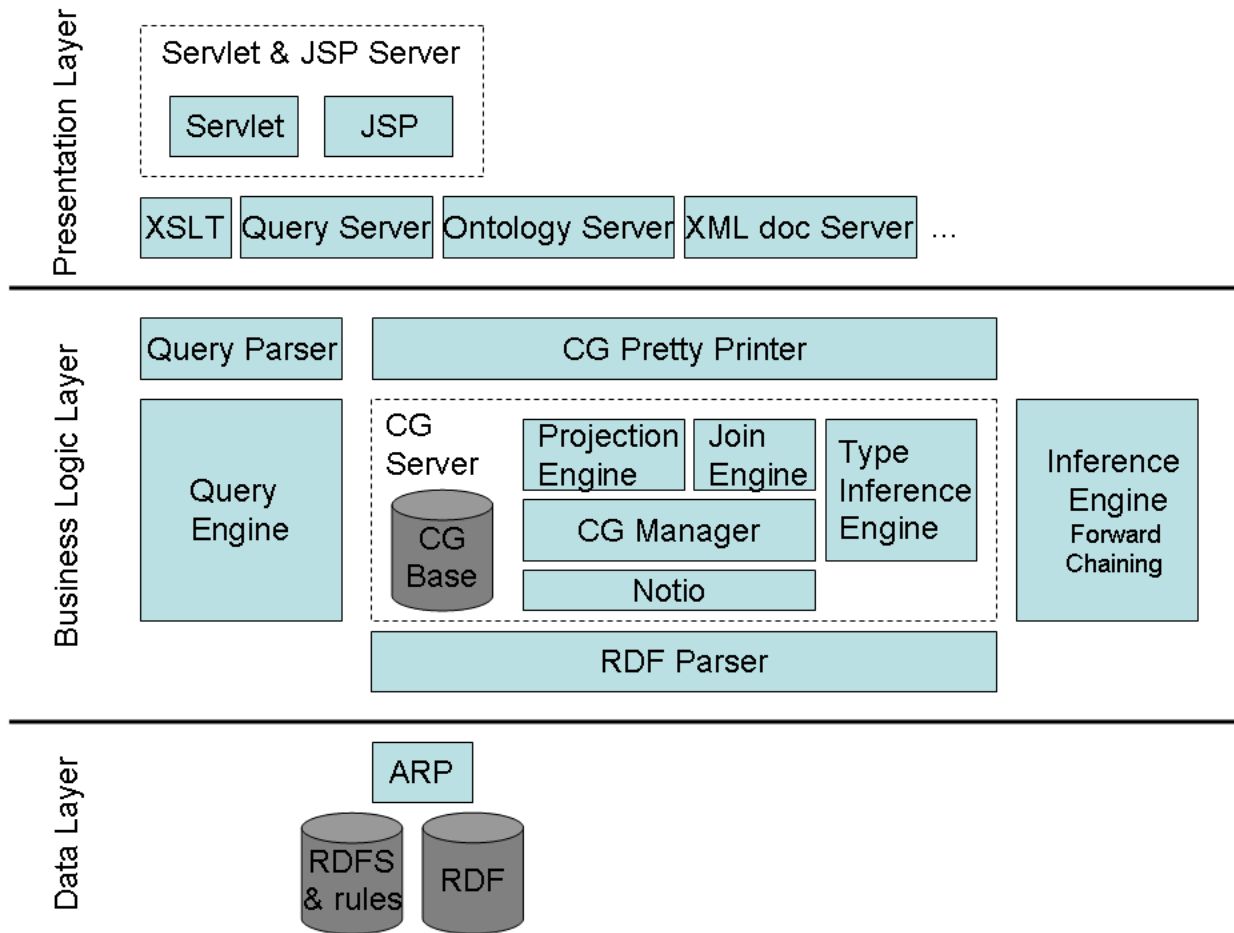 Presentation Layer
Servlet & JSP Server
Servlet
JSP
XSLT
Query Server
Ontology Server
XML doc Server
...
Business Logic Layer
Query Parser
CG Pretty Printer
Query
Engine
CG
Server
CG
Base
Projection
Engine
Join
Engine
CG Manager
Notio
Type
Inference
Engine
Inference
Engine
Forward
Chaining
RDF Parser
Data Layer
ARP
RDFS
& rules
RDF